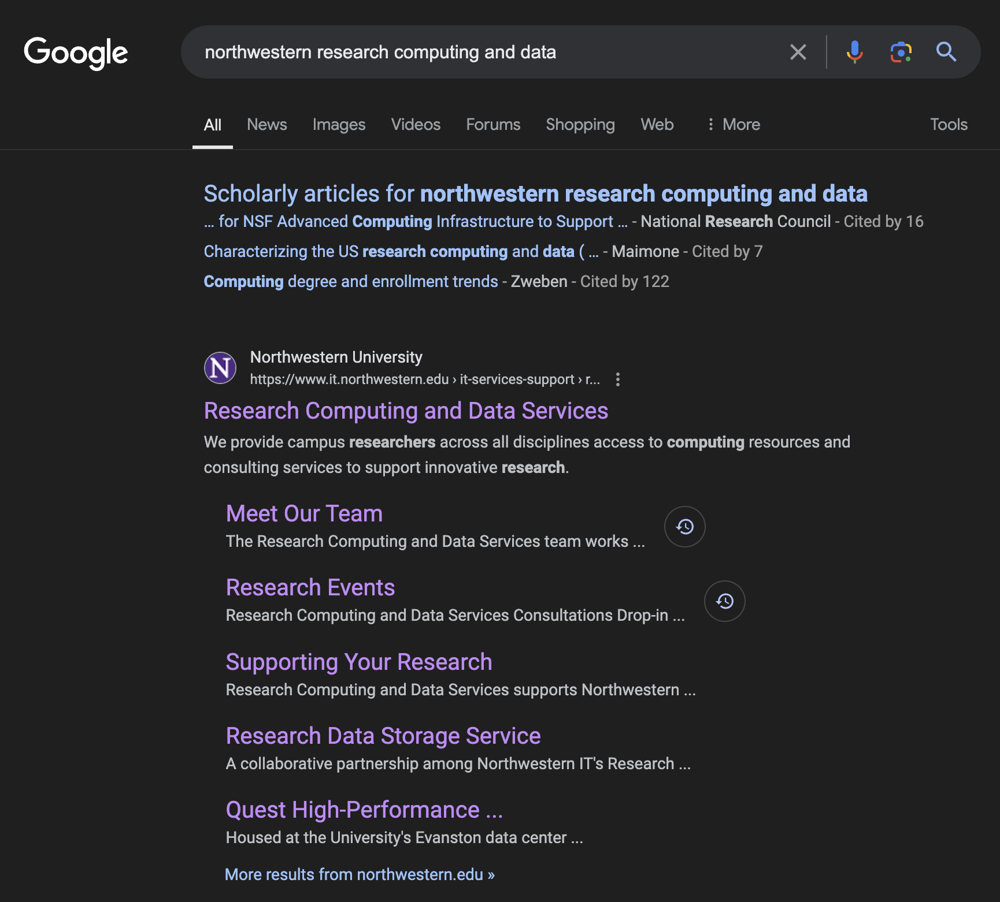 Google
northwestern research computing and data
All News Images Videos Forums Shopping Web More Tools
Scholarly articles for northwestern research computing and data
... for NSF Advanced Computing Infrastructure to Support ... - National Research Council - Cited by 16
Characterizing the US research computing and data ( ... - Maimone - Cited by 7
Computing degree and enrollment trends - Zweben - Cited by 122
N
Northwestern University
https://www.it.northwestern.edu › it-services-support › r...
Research Computing and Data Services
We provide campus researchers across all disciplines access to computing resources and
consulting services to support innovative research.
Meet Our Team
The Research Computing and Data Services team works ...
Research Events
Research Computing and Data Services Consultations Drop-in ...
Supporting Your Research
Research Computing and Data Services supports Northwestern ...
Research Data Storage Service
A collaborative partnership among Northwestern IT's Research ...
Quest High-Performance ...
Housed at the University's Evanston data center ...
More results from northwestern.edu »